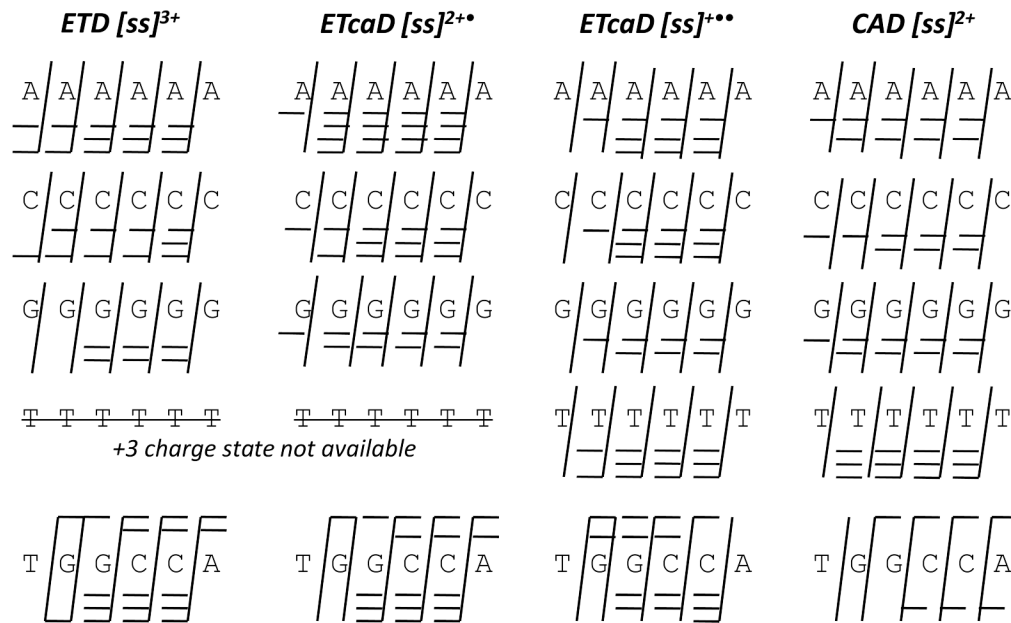 ETD [ss]3+ ETcaD [ss]2+• ETcaD [ss]+•• CAD [ss]2+
A A A A A A A A A A A A A A A A A A A A A A A A
C C C C C C C C C C C C C C C C C C C C C C C C
G G G G G G G G G G G G G G G G G G G G G G G G
T T T T T T T T T T T T T T T T T T T T T T T T
+3 charge state not available
T G G C C A T G G C C A T G G C C A T G G C C A